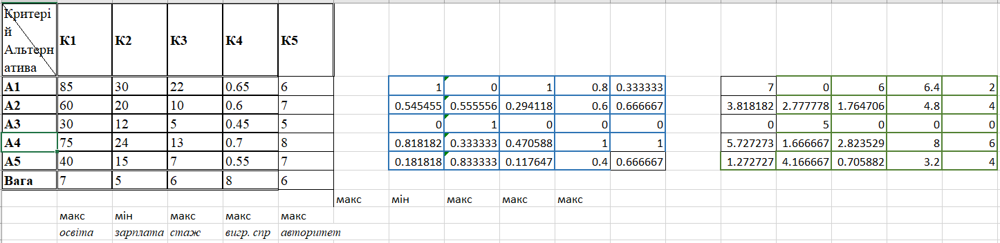 Критері
й
Альтерн
атива
К1 К2 К3 К4 К5
А1 85 30 22 0.65 6 1 0 1 0.8 0.333333 7 0 6 6.4 2
А2 60 20 10 0.6 7 0.545455 0.555556 0.294118 0.6 0.666667 3.818182 2.777778 1.764706 4.8 4
А3 30 12 5 0.45 5 0 1 0 0 0 0 5 0 0 0
А4 75 24 13 0.7 8 0.818182 0.333333 0.470588 1 1 5.727273 1.666667 2.823529 8 6
А5 40 15 7 0.55 7 0.181818 0.833333 0.117647 0.4 0.666667 1.272727 4.166667 0.705882 3.2 4
Вага 7 5 6 8 6
макс мін макс макс макс
макс мін макс макс макс
освіта зарплата стаж вигр. спр авторитет